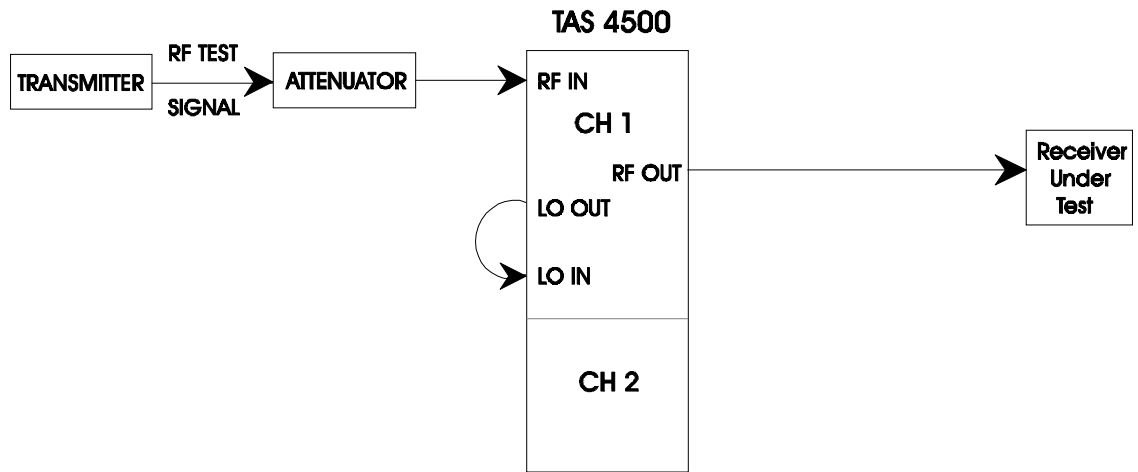 TAS 4500
RF TEST
SIGNAL
TRANSMITTER
ATTENUATOR
RF IN
CH 1
RF OUT
LO OUT
LO IN
CH 2
Receiver
Under
Test